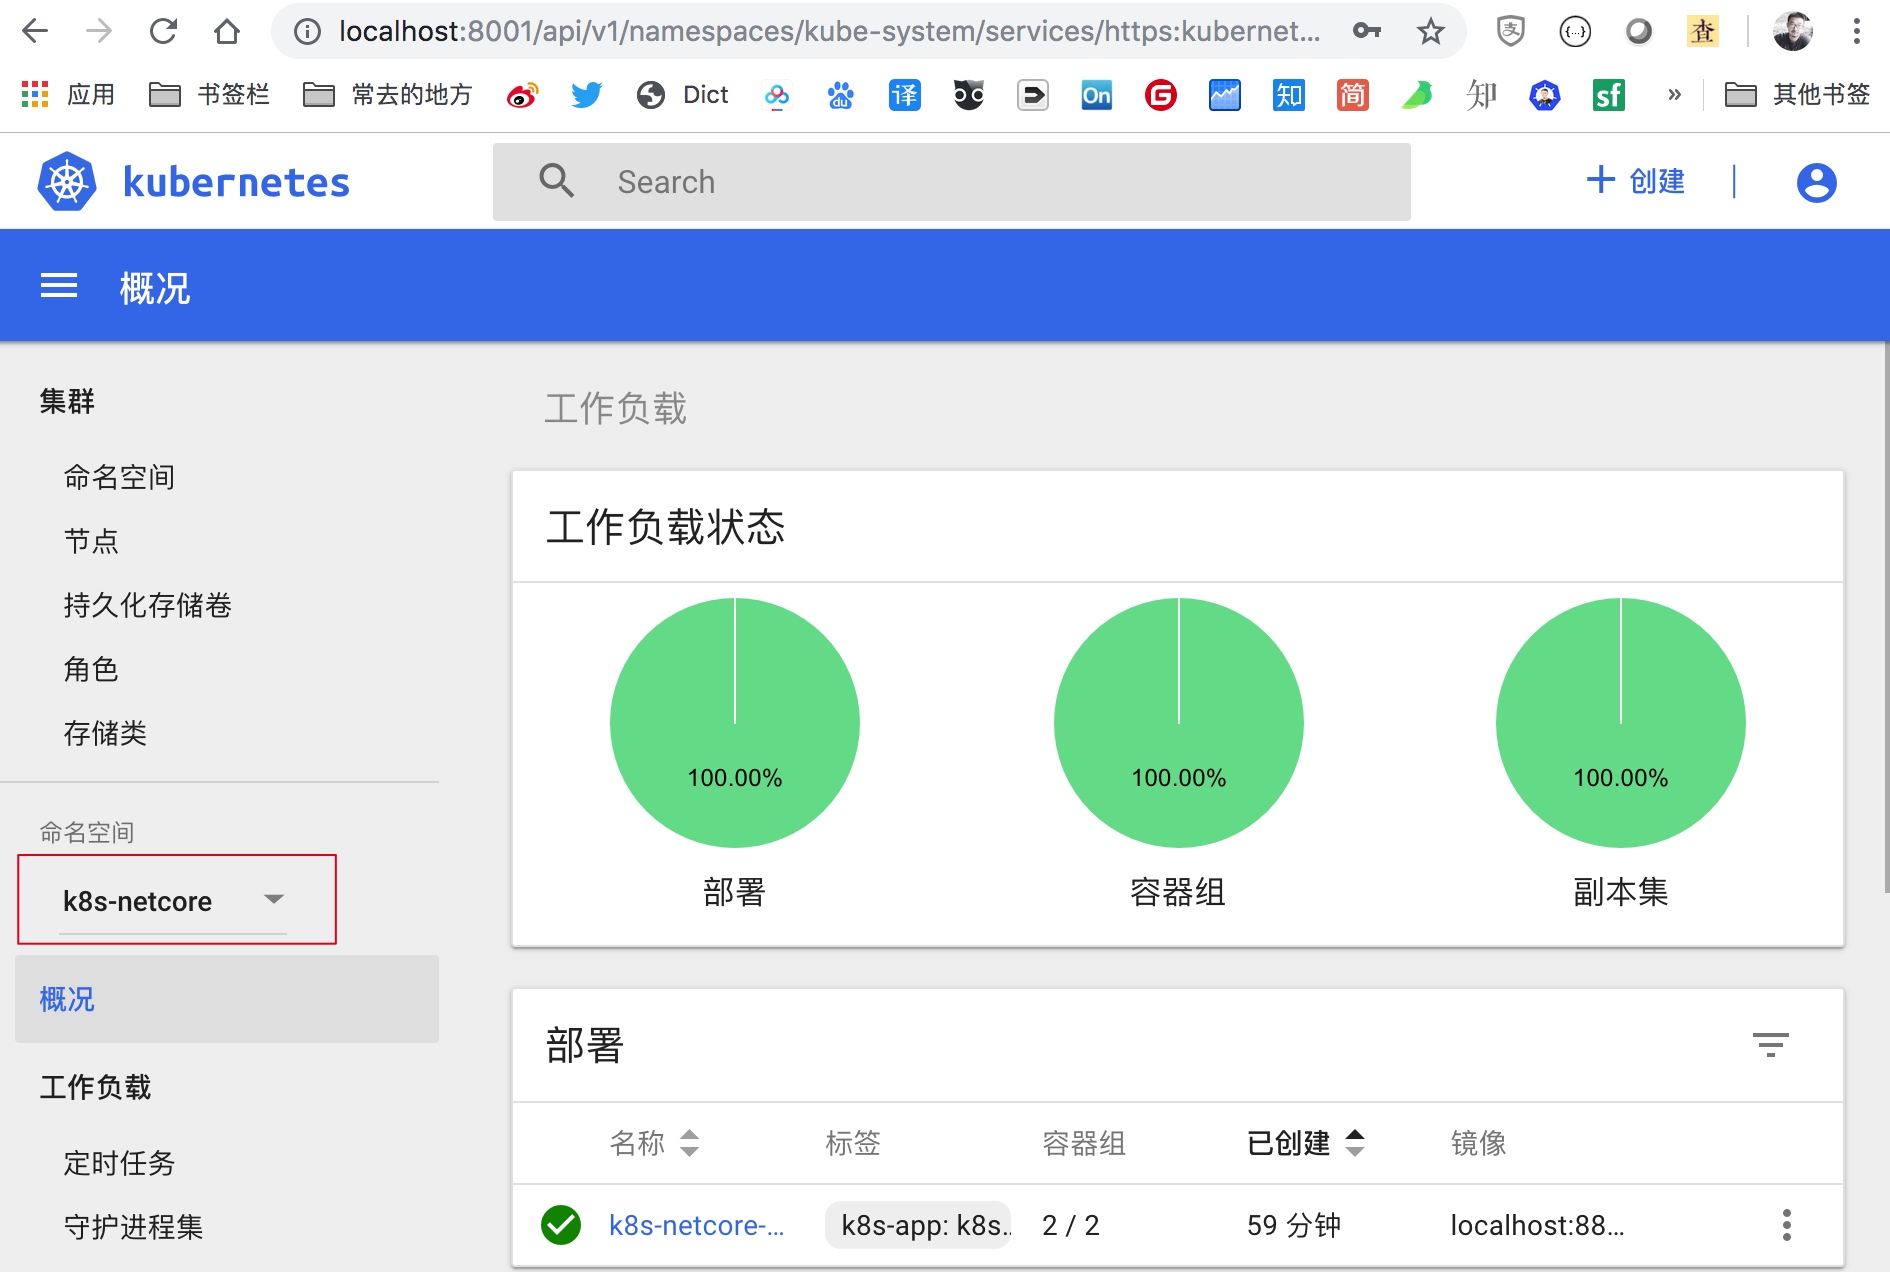 localhost:8001/api/v1/namespaces/kube-system/services/https:kubernet...
支 {...} 查
应用 书签栏 常去的地方 Dict du 译 On G 知 简 知 sf » 其他书签
kubernetes Search + 创建
概况
集群
命名空间
节点
持久化存储卷
角色
存储类
命名空间
k8s-netcore
概况
工作负载
定时任务
守护进程集
工作负载
工作负载状态
100.00% 100.00% 100.00%
部署 容器组 副本集
部署
名称 标签 容器组 已创建 镜像
k8s-netcore-... k8s-app: k8s.. 2 / 2 59 分钟 localhost:88...